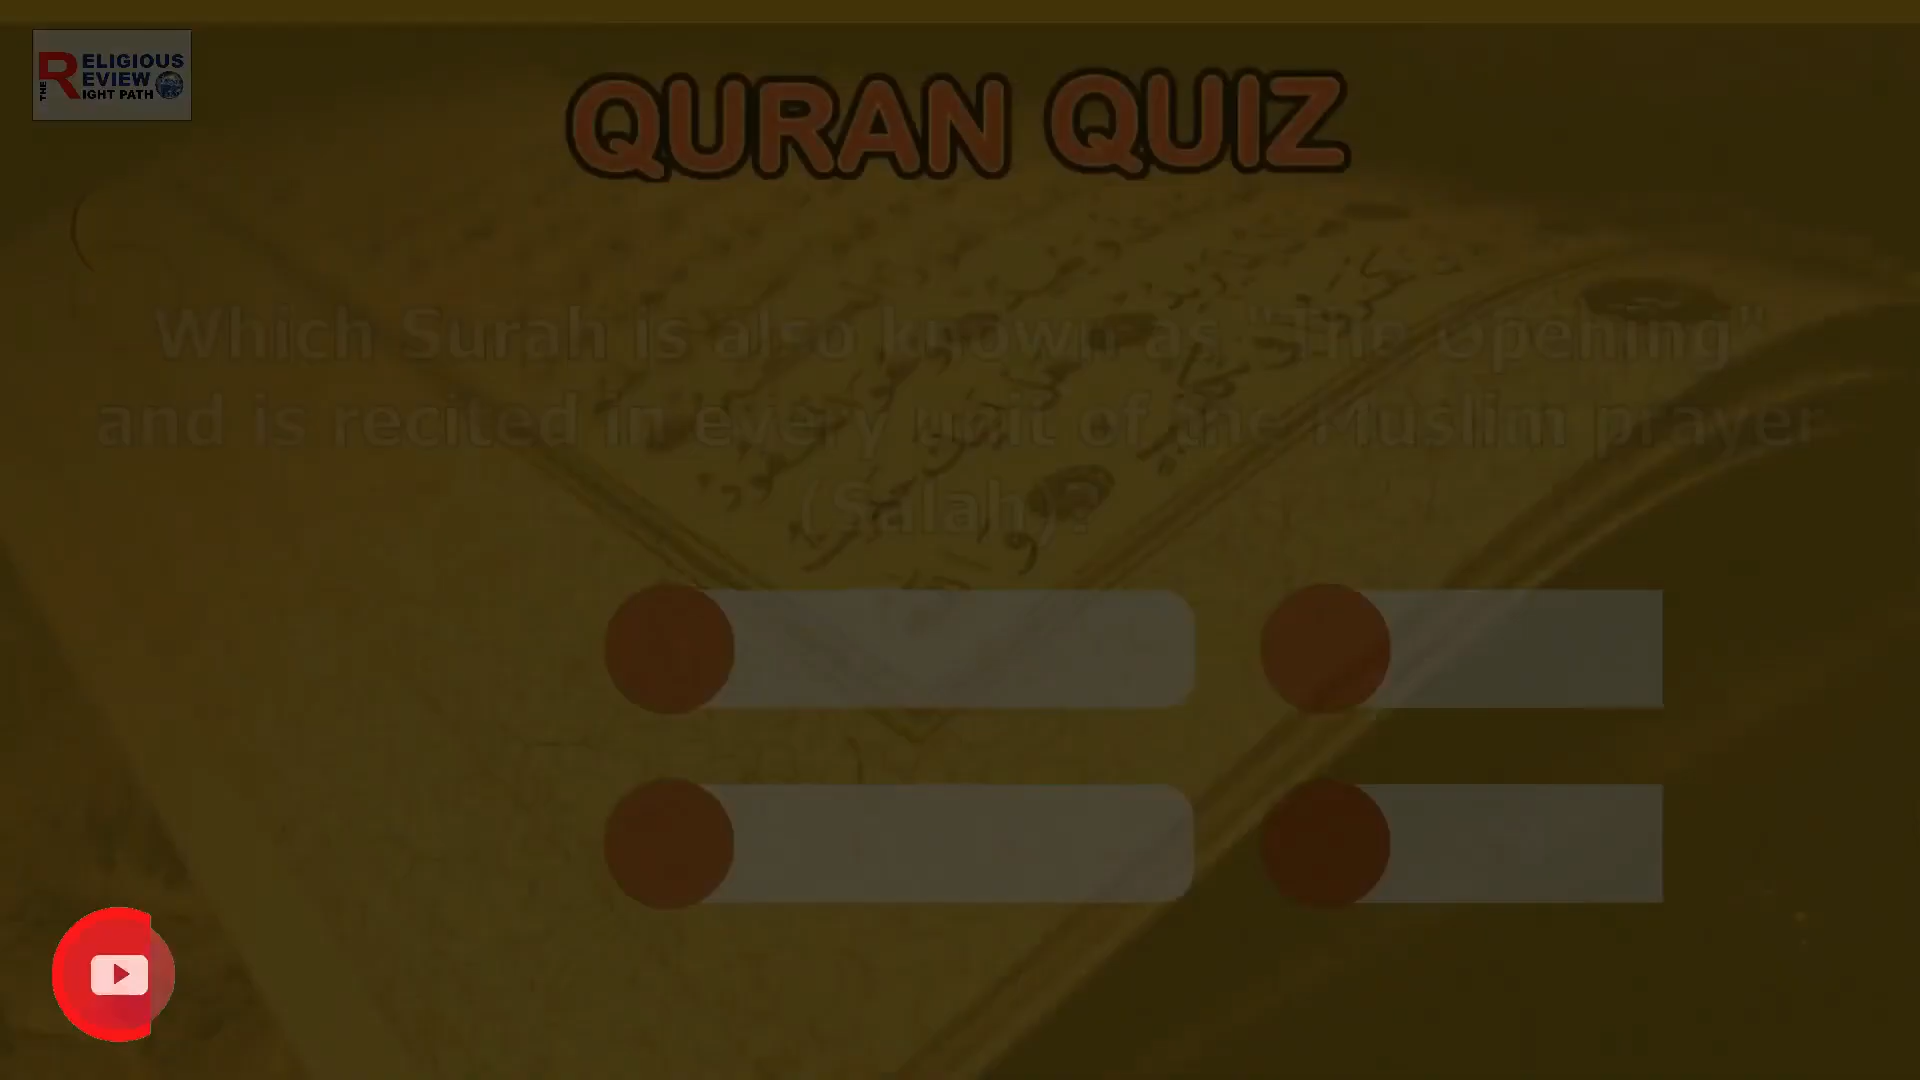 THE RELIGIOUS
REVIEW
RIGHT PATH
QURAN QUIZ
Which Surah is also known as "The Opening"
and is recited in every unit of the Muslim prayer
(Salah)?